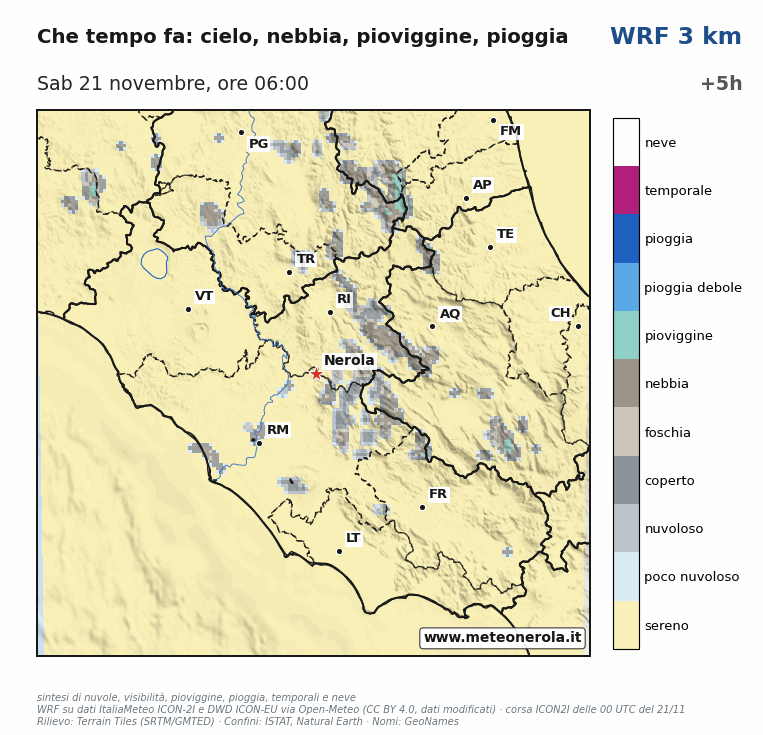 Che tempo fa: cielo, nebbia, pioviggine, pioggia
WRF 3 km
Sab 21 novembre, ore 06:00
+5h
FM
PG
AP
TE
TR
VT
RI
AQ
CH
Nerola
RM
FR
LT
www.meteonerola.it
neve
temporale
pioggia
pioggia debole
pioviggine
nebbia
foschia
coperto
nuvoloso
poco nuvoloso
sereno
sintesi di nuvole, visibilità, pioviggine, pioggia, temporali e neve
WRF su dati ItaliaMeteo ICON-2I e DWD ICON-EU via Open-Meteo (CC BY 4.0, dati modificati) · corsa ICON2I delle 00 UTC del 21/11
Rilievo: Terrain Tiles (SRTM/GMTED) · Confini: ISTAT, Natural Earth · Nomi: GeoNames